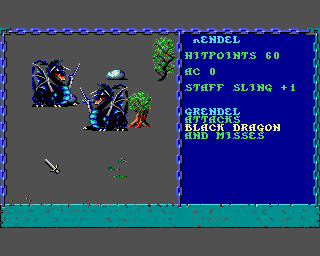 RENDEL
HITPOINTS 60
AC 0
STAFF SLING +1
GRENDEL
ATTACKS
BLACK DRAGON
AND MISSES